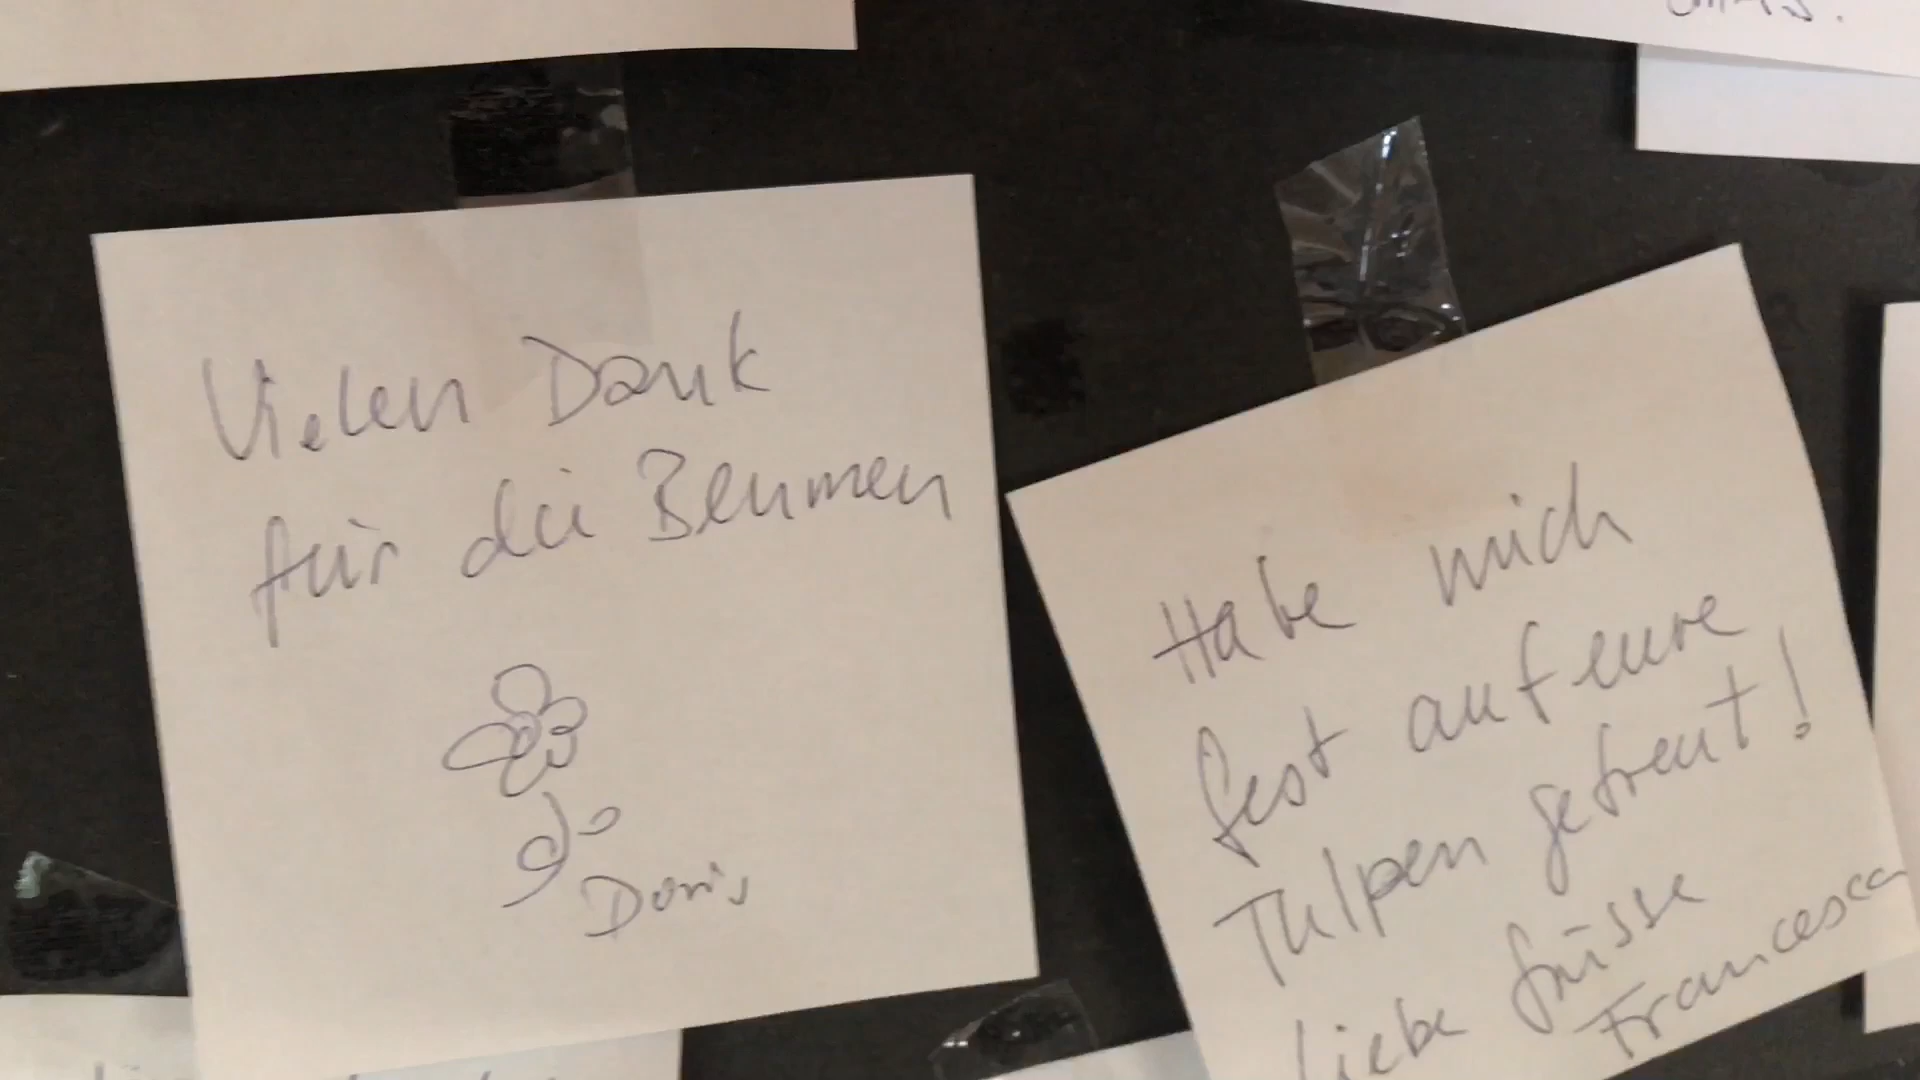 Vielen Dank
für die Blumen
Doris
Habe mich
fest auf eure
Tulpen gefreut!
Liebe Grüsse
Francesca